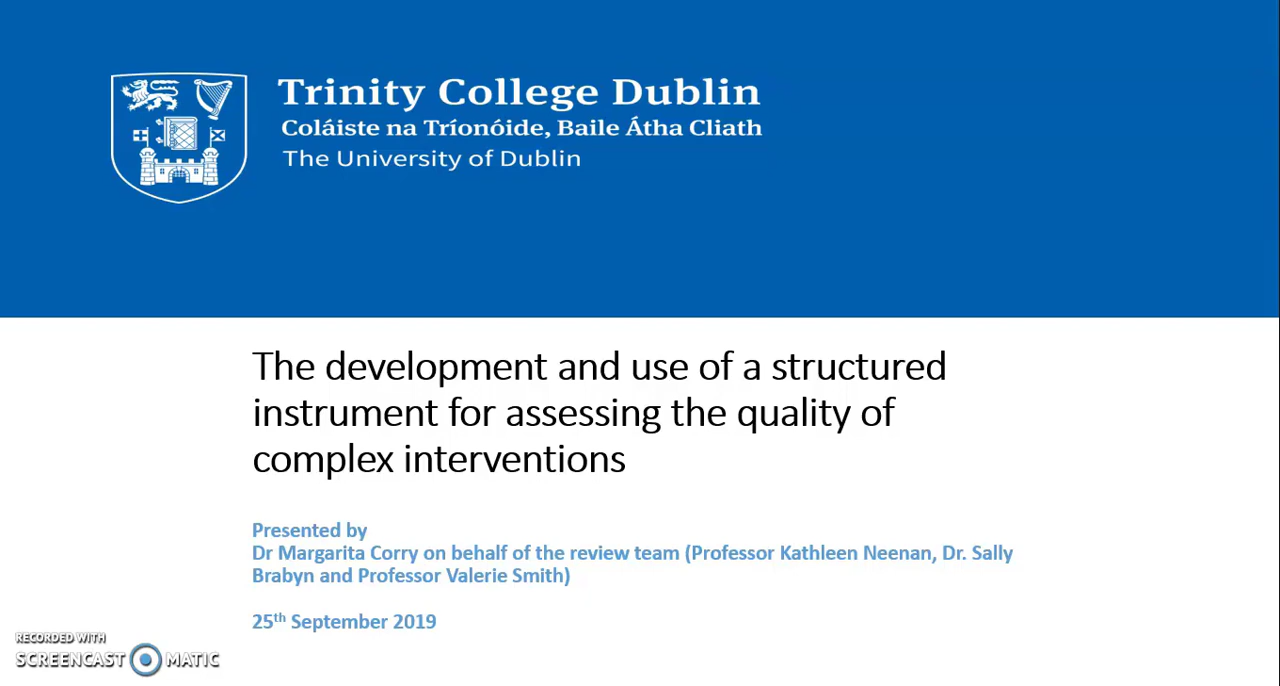 Trinity College Dublin
Coláiste na Tríonóide, Baile Átha Cliath
The University of Dublin
The development and use of a structured
instrument for assessing the quality of
complex interventions
Presented by
Dr Margarita Corry on behalf of the review team (Professor Kathleen Neenan, Dr. Sally
Brabyn and Professor Valerie Smith)
25th September 2019
RECORDED WITH
SCREENCAST MATIC